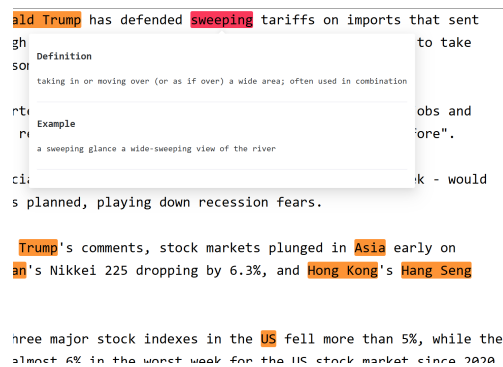 ald Trump has defended sweeping tariffs on imports that sent
gh to take
Definition
taking in or moving over (or as if over) a wide area; often used in combination
Example
a sweeping glance a wide-sweeping view of the river
obs and
ore".
cia k - would
s planned, playing down recession fears.
Trump's comments, stock markets plunged in Asia early on
an's Nikkei 225 dropping by 6.3%, and Hong Kong's Hang Seng
hree major stock indexes in the US fell more than 5%, while the
almost 6% in the worst week for the US stock market since 2020